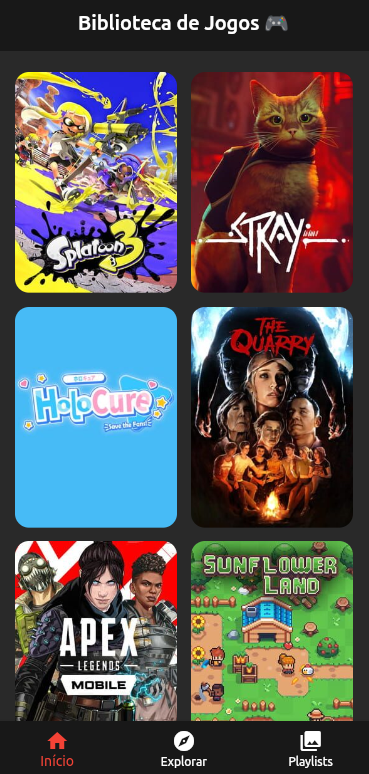 Biblioteca de Jogos 🎮
Splatoon
3
STRAY
HoloCure
Save the Fans!
THE
QUARRY
APEX
LEGENDS
MOBILE
SUNFLOWER
LAND
Início
Explorar
Playlists